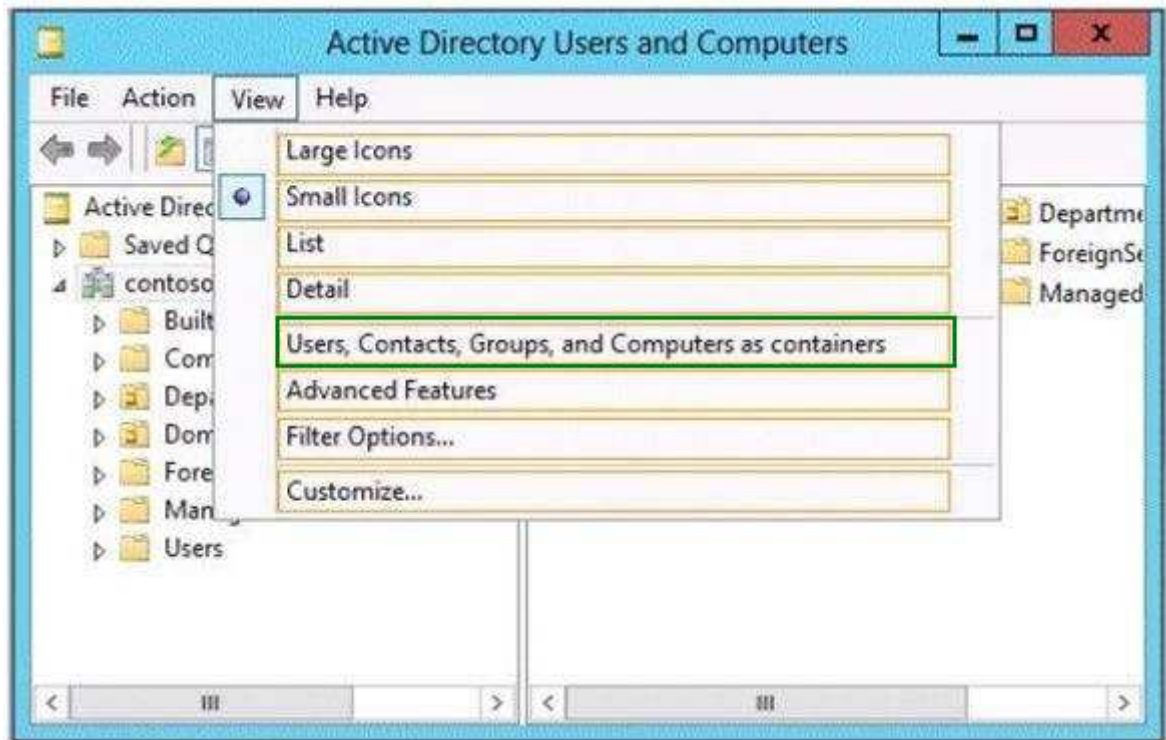 Active Directory Users and Computers
File Action View Help
Large Icons
Small Icons
List
Detail
Users, Contacts, Groups, and Computers as containers
Advanced Features
Filter Options...
Customize...
Active Direc
Saved Q
contoso
Built
Com
Depa
Dom
Fore
Man
Users
Departme
ForeignSe
Managed